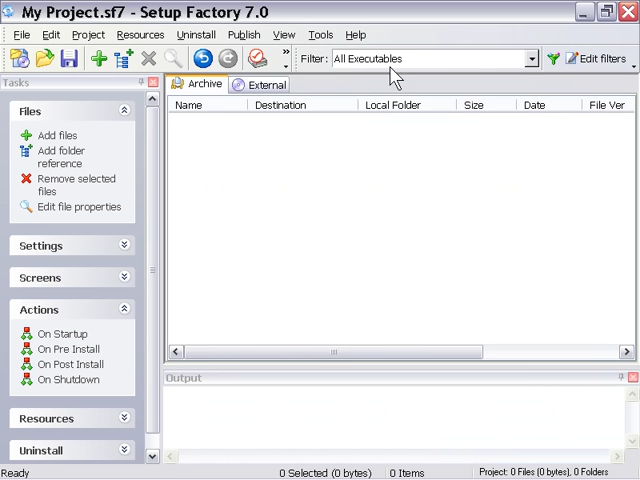 My Project.sf7 - Setup Factory 7.0
File Edit Project Resources Uninstall Publish View Tools Help
Filter: All Executables Edit filters
Tasks
Archive External
Name Destination Local Folder Size Date File Ver
Files
Add files
Add folder
reference
Remove selected
files
Edit file properties
Settings
Screens
Actions
On Startup
On Pre Install
On Post Install
On Shutdown
Resources
Uninstall
Output
Ready 0 Selected (0 bytes) 0 Items Project: 0 Files (0 bytes), 0 Folders